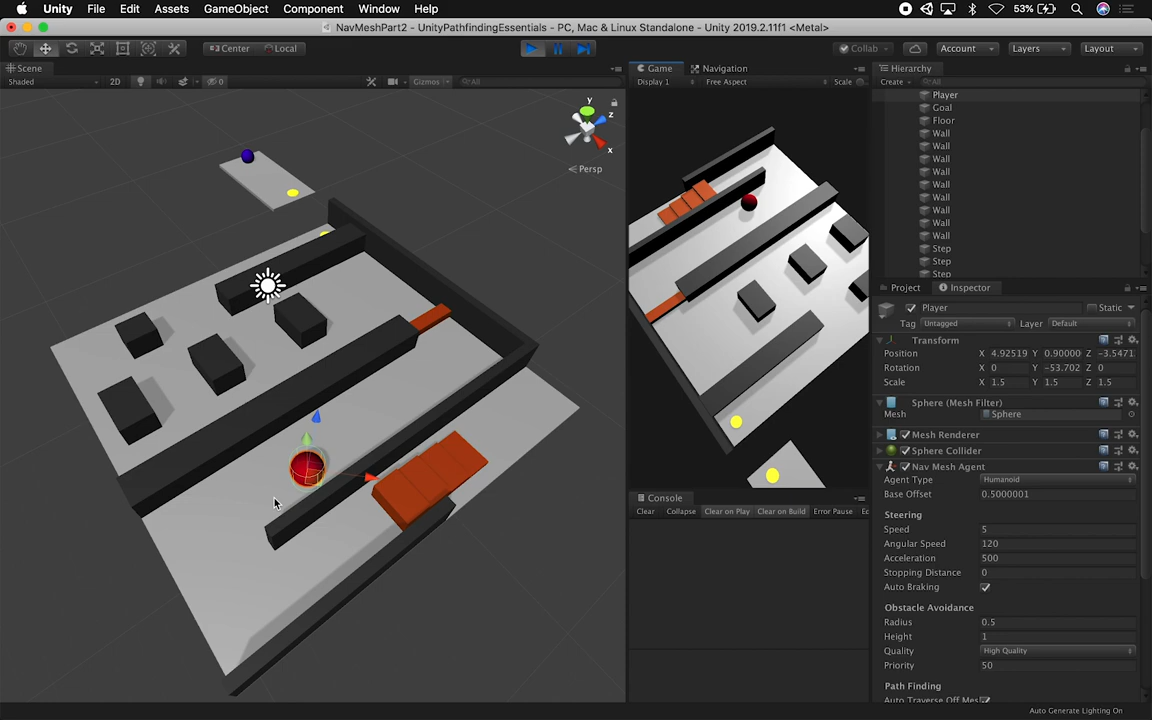 Unity File Edit Assets GameObject Component Window Help 53%
NavMeshPart2 - UnityPathfindingEssentials - PC, Mac & Linux Standalone - Unity 2019.2.11f1 <Metal>
Center Local Collab Account Layers Layout
Scene
Shaded 2D 0 Gizmos All
y
z
x
Persp
Game Navigation
Display 1 Free Aspect Scale
Console
Clear Collapse Clear on Play Clear on Build Error Pause
Hierarchy
Create All
Player
Goal
Floor
Wall
Wall
Wall
Wall
Wall
Wall
Wall
Wall
Wall
Step
Step
Step
Project Inspector
Player Static
Tag Untagged Layer Default
Transform
Position X 4.92519 Y 0.90000 Z -3.5471
Rotation X 0 Y -53.702 Z 0
Scale X 1.5 Y 1.5 Z 1.5
Sphere (Mesh Filter)
Mesh Sphere
Mesh Renderer
Sphere Collider
Nav Mesh Agent
Agent Type Humanoid
Base Offset 0.5000001
Steering
Speed 5
Angular Speed 120
Acceleration 500
Stopping Distance 0
Auto Braking
Obstacle Avoidance
Radius 0.5
Height 1
Quality High Quality
Priority 50
Path Finding
Auto Traverse Off Mes
Auto Generate Lighting On